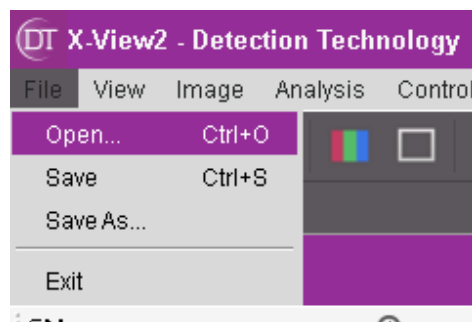 DT X-View2 - Detection Technology
File View Image Analysis Control
Open... Ctrl+O
Save Ctrl+S
Save As...
Exit